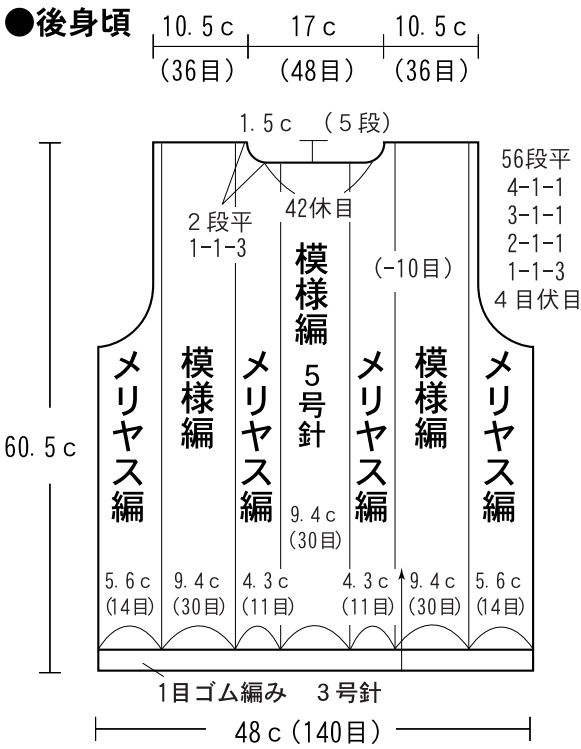 ●後身頃
10.5c 17c 10.5c
(36目) (48目) (36目)
1.5c (5段)
2段平
1-1-3
42休目
56段平
4-1-1
3-1-1
2-1-1
1-1-3
4目伏目
(-10目)
60.5c
メリヤス編
模様編
メリヤス編
模様編 5号針
メリヤス編
模様編
メリヤス編
9.4c
(30目)
5.6c 9.4c 4.3c 4.3c 9.4c 5.6c
(14目) (30目) (11目) (11目) (30目) (14目)
1目ゴム編み 3号針
48c(140目)